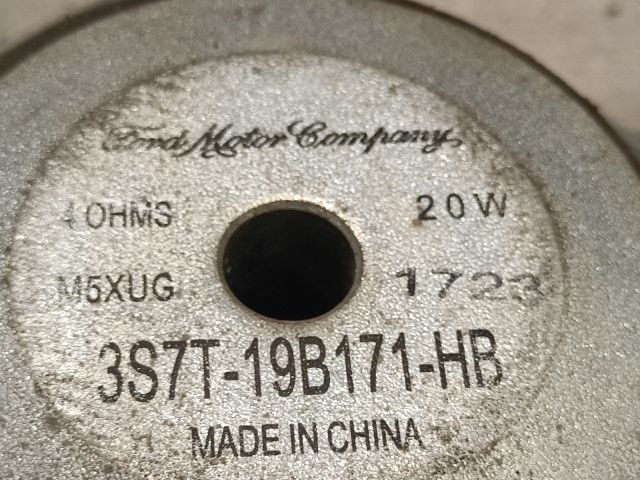 Ford Motor Company
4 OHMS 20W
M5XUG 1723
3S7T-19B171-HB
MADE IN CHINA